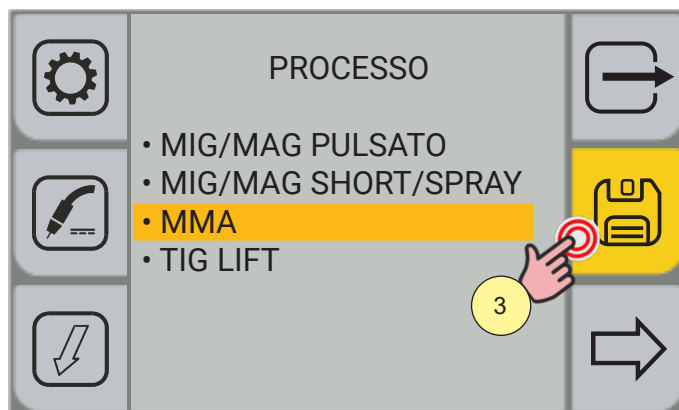 PROCESSO
• MIG/MAG PULSATO
• MIG/MAG SHORT/SPRAY
• MMA
• TIG LIFT
3